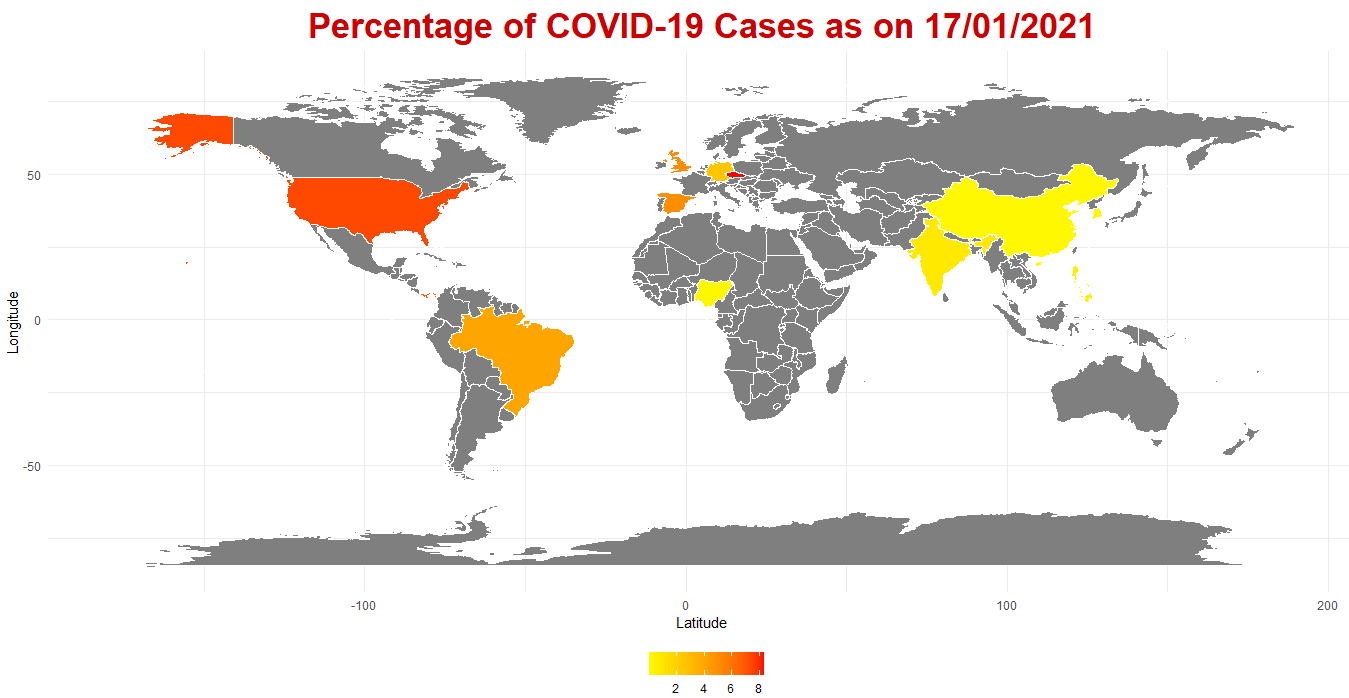 Percentage of COVID-19 Cases as on 17/01/2021
50
0
-50
Longitude
-100 0 100 200
Latitude
2 4 6 8